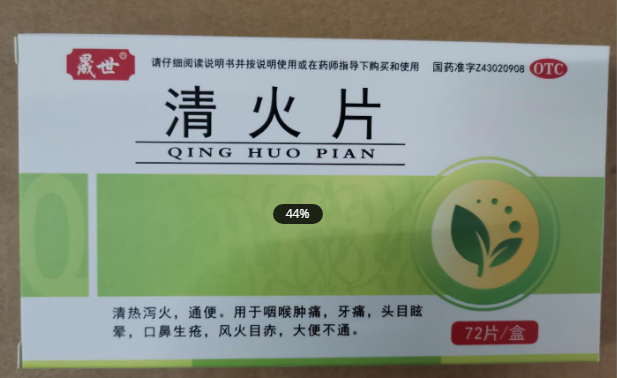 晟世®
请仔细阅读说明书并按说明使用或在药师指导下购买和使用
国药准字Z43020908
OTC
清火片
QING HUO PIAN
44%
清热泻火，通便。用于咽喉肿痛，牙痛，头目眩
晕，口鼻生疮，风火目赤，大便不通。
72片/盒